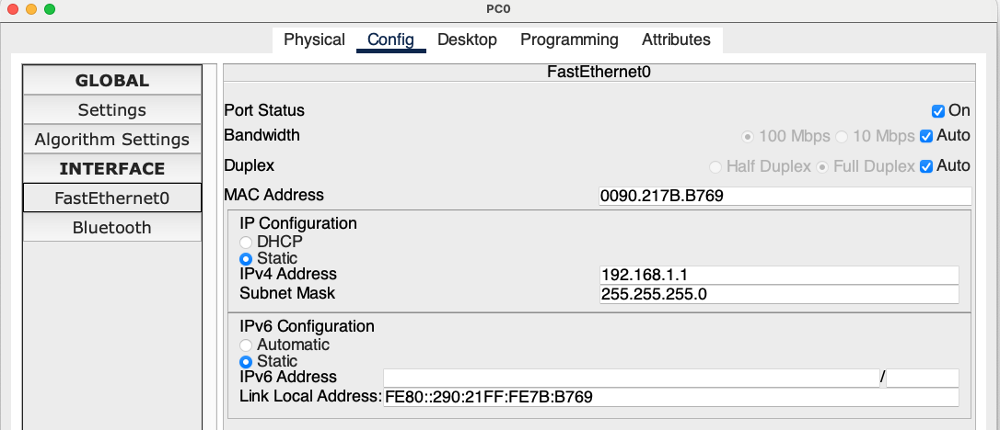 PC0
Physical Config Desktop Programming Attributes
GLOBAL
Settings
Algorithm Settings
INTERFACE
FastEthernet0
Bluetooth
FastEthernet0
Port Status On
Bandwidth 100 Mbps 10 Mbps Auto
Duplex Half Duplex Full Duplex Auto
MAC Address 0090.217B.B769
IP Configuration
DHCP
Static
IPv4 Address 192.168.1.1
Subnet Mask 255.255.255.0
IPv6 Configuration
Automatic
Static
IPv6 Address /
Link Local Address: FE80::290:21FF:FE7B:B769